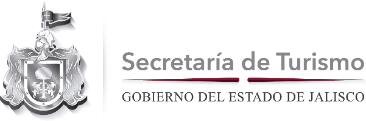 Secretaría de Turismo
GOBIERNO DEL ESTADO DE JALISCO